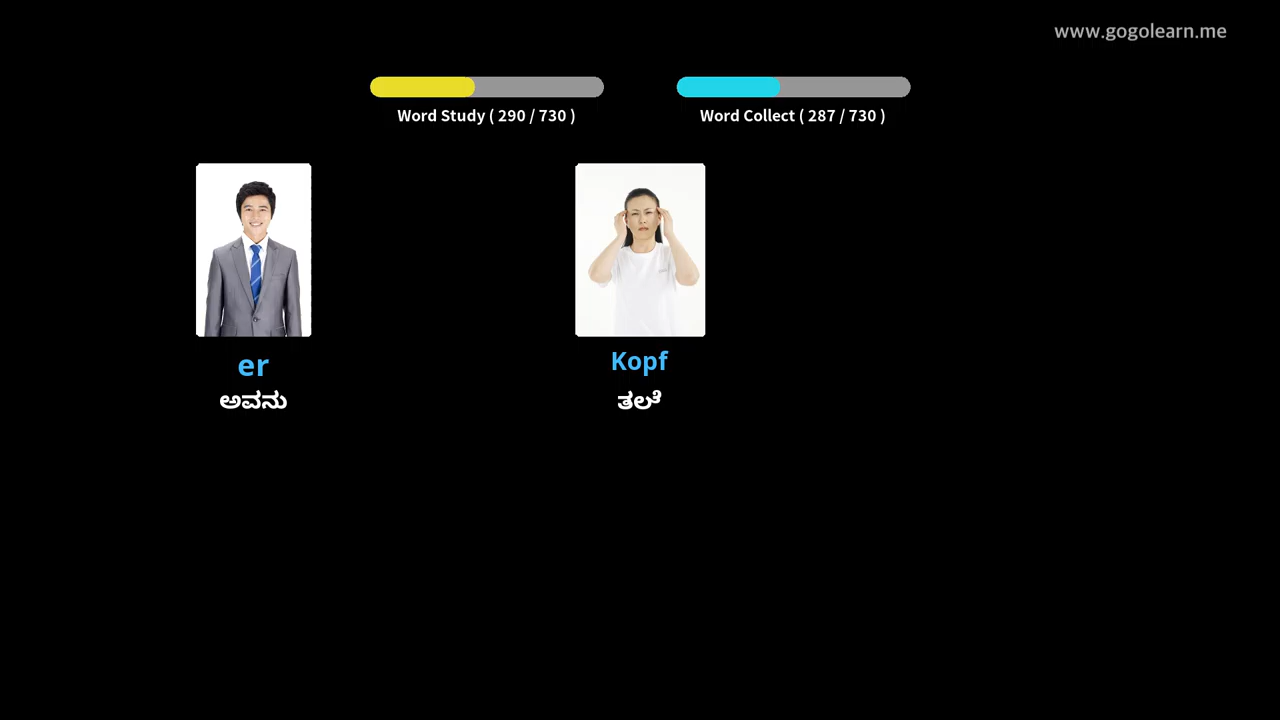 www.gogolearn.me
Word Study ( 290 / 730 )
Word Collect ( 287 / 730 )
er
Kopf
ಅವನು
ತಲೆ